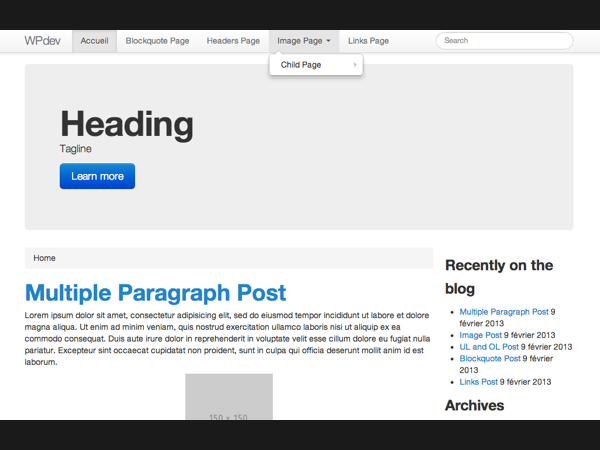 WPdev Accueil Blockquote Page Headers Page Image Page Links Page Search
Child Page
Heading
Tagline
Learn more
Home
Multiple Paragraph Post
Lorem ipsum dolor sit amet, consectetur adipisicing elit, sed do eiusmod tempor incididunt ut labore et dolore
magna aliqua. Ut enim ad minim veniam, quis nostrud exercitation ullamco laboris nisi ut aliquip ex ea
commodo consequat. Duis aute irure dolor in reprehenderit in voluptate velit esse cillum dolore eu fugiat nulla
pariatur. Excepteur sint occaecat cupidatat non proident, sunt in culpa qui officia deserunt mollit anim id est
laborum.
150 × 150
Recently on the
blog
Multiple Paragraph Post 9
février 2013
Image Post 9 février 2013
UL and OL Post 9 février 2013
Blockquote Post 9 février
2013
Links Post 9 février 2013
Archives